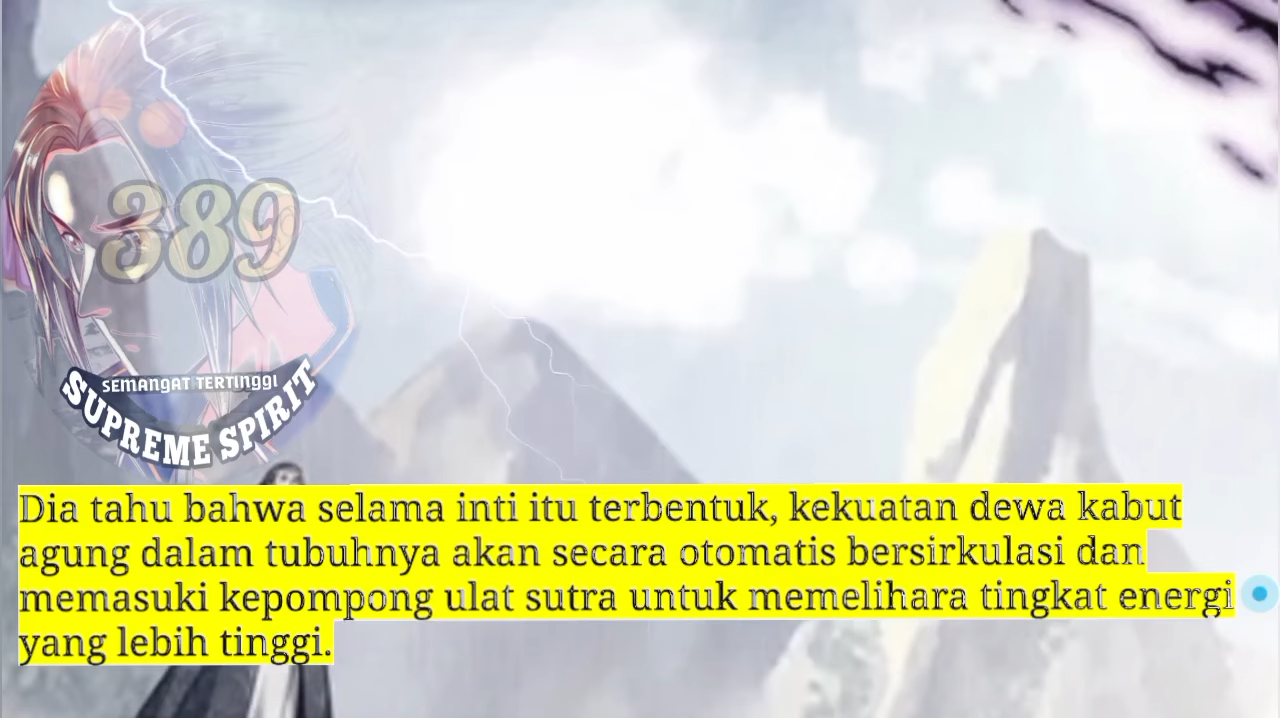 389
SEMANGAT TERTINGGI
SUPREME SPIRIT
Dia tahu bahwa selama inti itu terbentuk, kekuatan dewa kabut
agung dalam tubuhnya akan secara otomatis bersirkulasi dan
memasuki kepompong ulat sutra untuk memelihara tingkat energi
yang lebih tinggi.